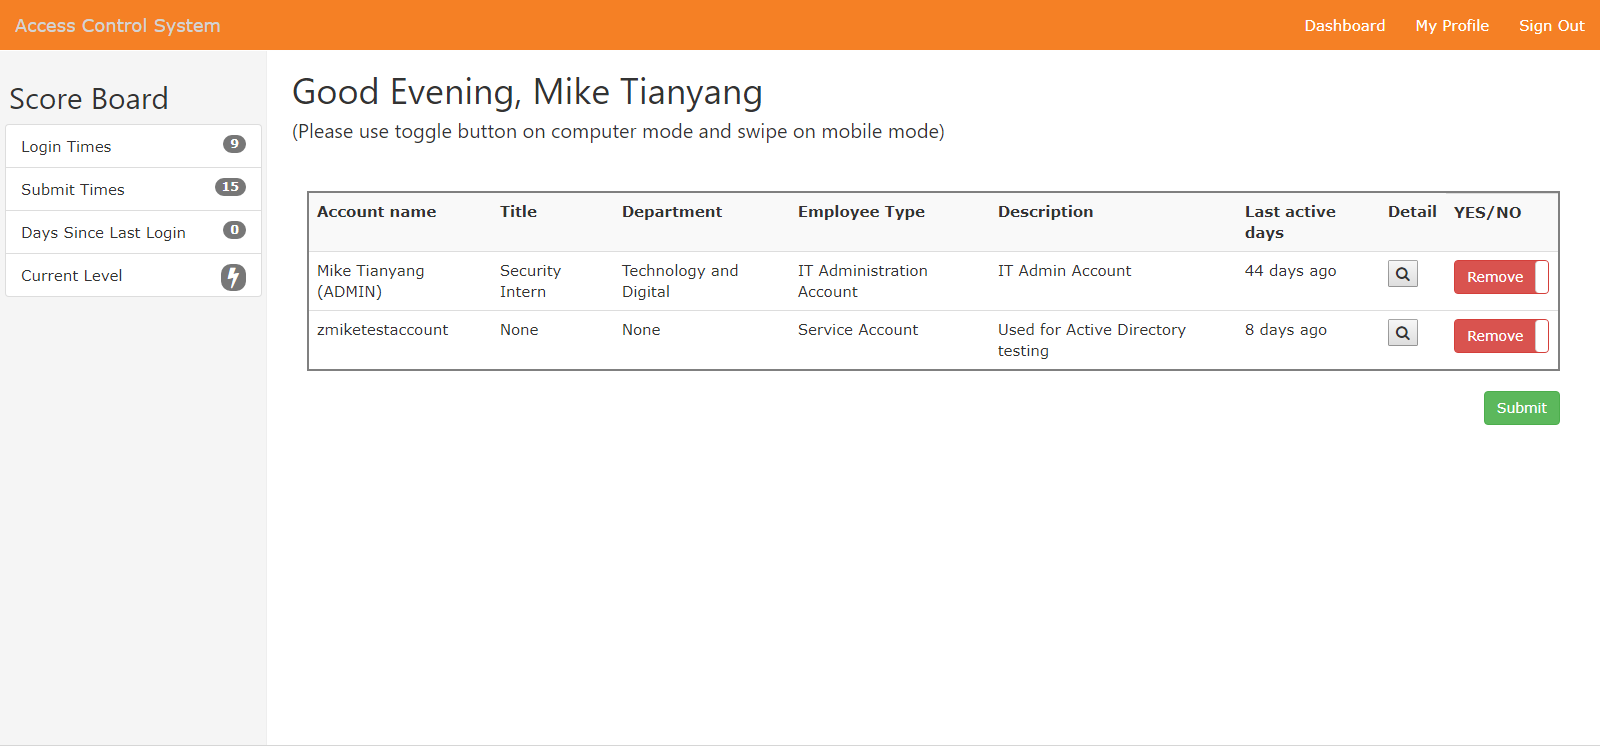 Access Control System
Dashboard My Profile Sign Out
Score Board
Login Times 9
Submit Times 15
Days Since Last Login 0
Current Level
Good Evening, Mike Tianyang
(Please use toggle button on computer mode and swipe on mobile mode)
Account name Title Department Employee Type Description Last active days Detail YES/NO
Mike Tianyang (ADMIN) Security Intern Technology and Digital IT Administration Account IT Admin Account 44 days ago Remove
zmiketestaccount None None Service Account Used for Active Directory testing 8 days ago Remove
Submit